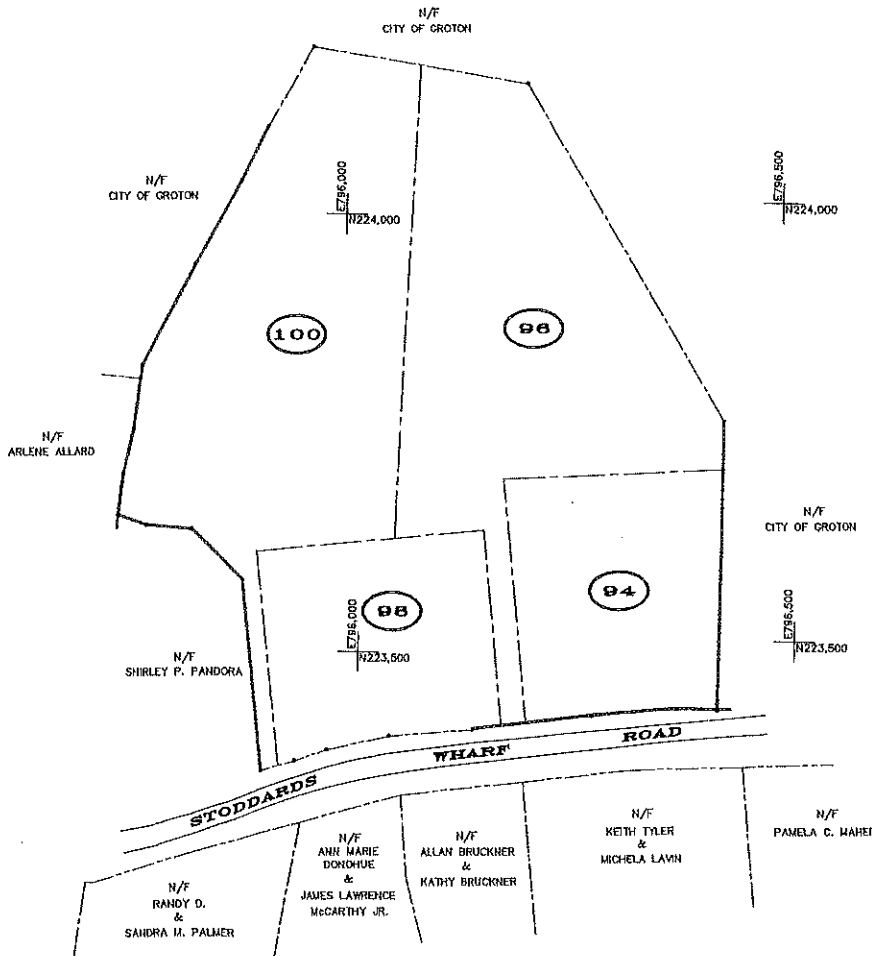 N/F
CITY OF GROTON
N/F
CITY OF GROTON
E796,000
N224,000
E796,500
N224,000
100
96
N/F
ARLENE ALLARD
N/F
CITY OF GROTON
98
94
E796,000
N223,500
E796,500
N223,500
N/F
SHIRLEY P. PANDORA
STODDARDS WHARF ROAD
N/F
RANDY D.
&
SANDRA M. PALMER
N/F
ANN MARIE
DONOHUE
&
JAMES LAWRENCE
McCARTHY JR.
N/F
ALLAN BRUCKNER
&
KATHY BRUCKNER
N/F
KEITH TYLER
&
MICHELA LAVIN
N/F
PAMELA C. MAHER